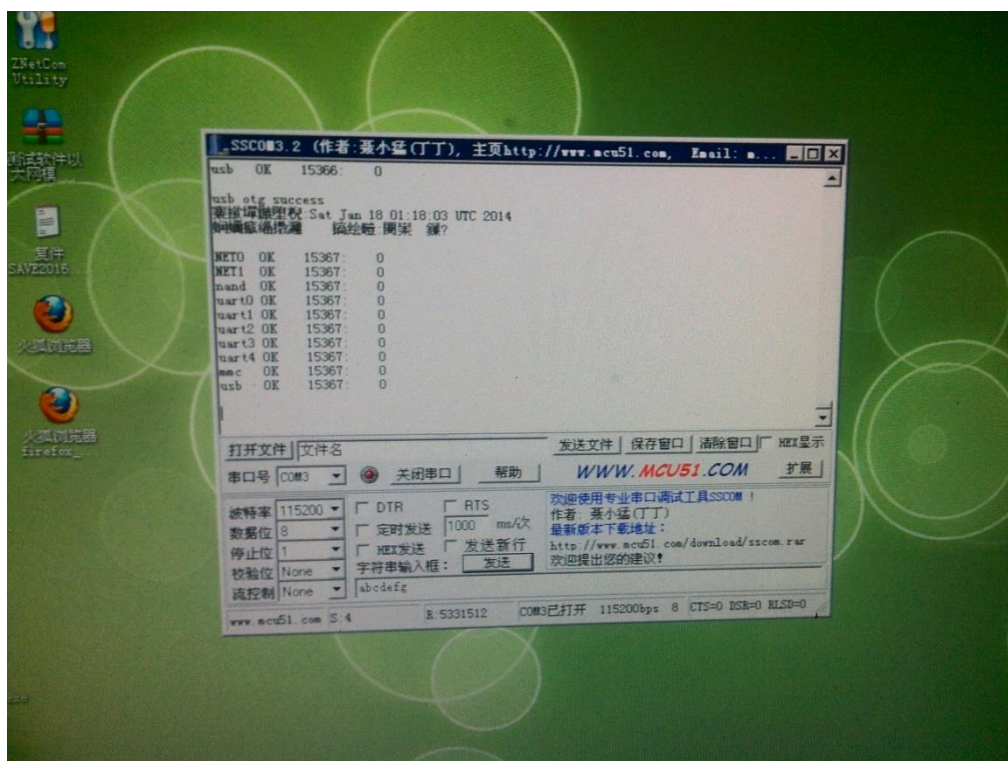 ZNetCom
Utility
测试软件以
太网模
复件
SAVE2016
火狐浏览器
火狐浏览器
firefox_
SSCOM3.2 (作者:聂小猛(丁丁), 主页http://www.mcu51.com, Email: m...
usb OK 15366: 0
usb otg success
Sat Jan 18 01:18:03 UTC 2014
NET0 OK 15367: 0
NET1 OK 15367: 0
nand OK 15367: 0
uart0 OK 15367: 0
uart1 OK 15367: 0
uart2 OK 15367: 0
uart3 OK 15367: 0
uart4 OK 15367: 0
mmc OK 15367: 0
usb OK 15367: 0
打开文件 文件名 发送文件 保存窗口 清除窗口 HEX显示
串口号 COM3 关闭串口 帮助 WWW.MCU51.COM 扩展
波特率 115200 DTR RTS
数据位 8 定时发送 1000 ms/次
停止位 1 HEX发送 发送新行
校验位 None 字符串输入框: 发送
流控制 None abcdefg
欢迎使用专业串口调试工具SSCOM !
作者: 聂小猛(丁丁)
最新版本下载地址:
http://www.mcu51.com/download/sscom.rar
欢迎提出您的建议!
www.mcu51.com S:4 R:5331512 COM3已打开 115200bps 8 CTS=0 DSR=0 RLSD=0